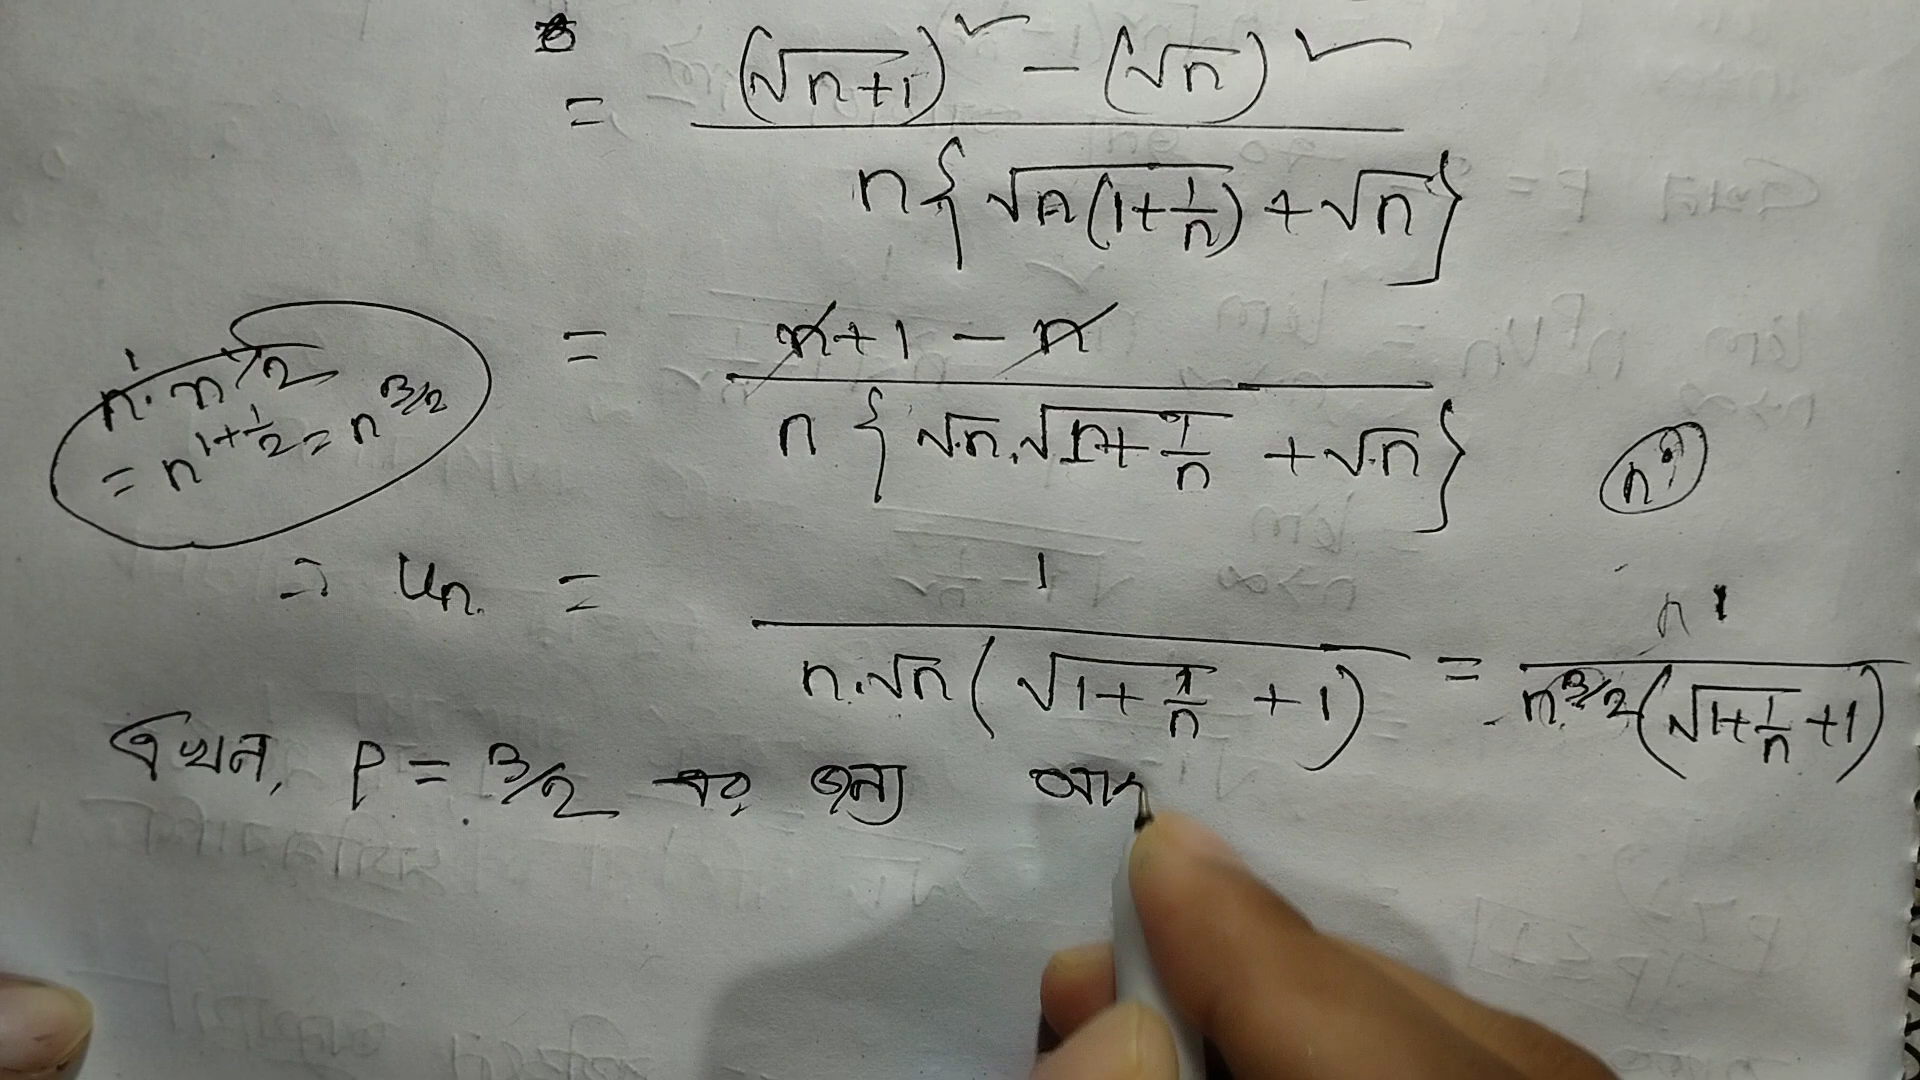 = (√n+1)² - (√n)² / n{√n(1+1/n) + √n}
= n+1 - n / n{√n.√1+1/n + √n}
n¹. n^1/2
= n^1+1/2 = n^3/2
⇒ Un = 1 / n.√n(√1+1/n + 1) = 1 / n^3/2(√1+1/n + 1)
এখন, P = 3/2 এর জন্য